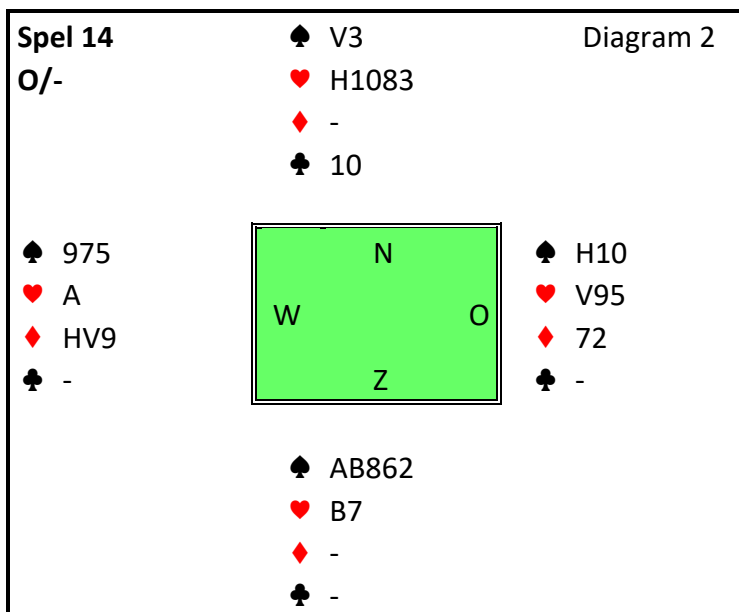 Spel 14 ♠ V3 Diagram 2
O/- ♥ H1083
♦ -
♣ 10
♠ 975 N ♠ H10
♥ A ♥ V95
W O
♦ HV9 ♦ 72
♣ - Z ♣ -
♠ AB862
♥ B7
♦ -
♣ -